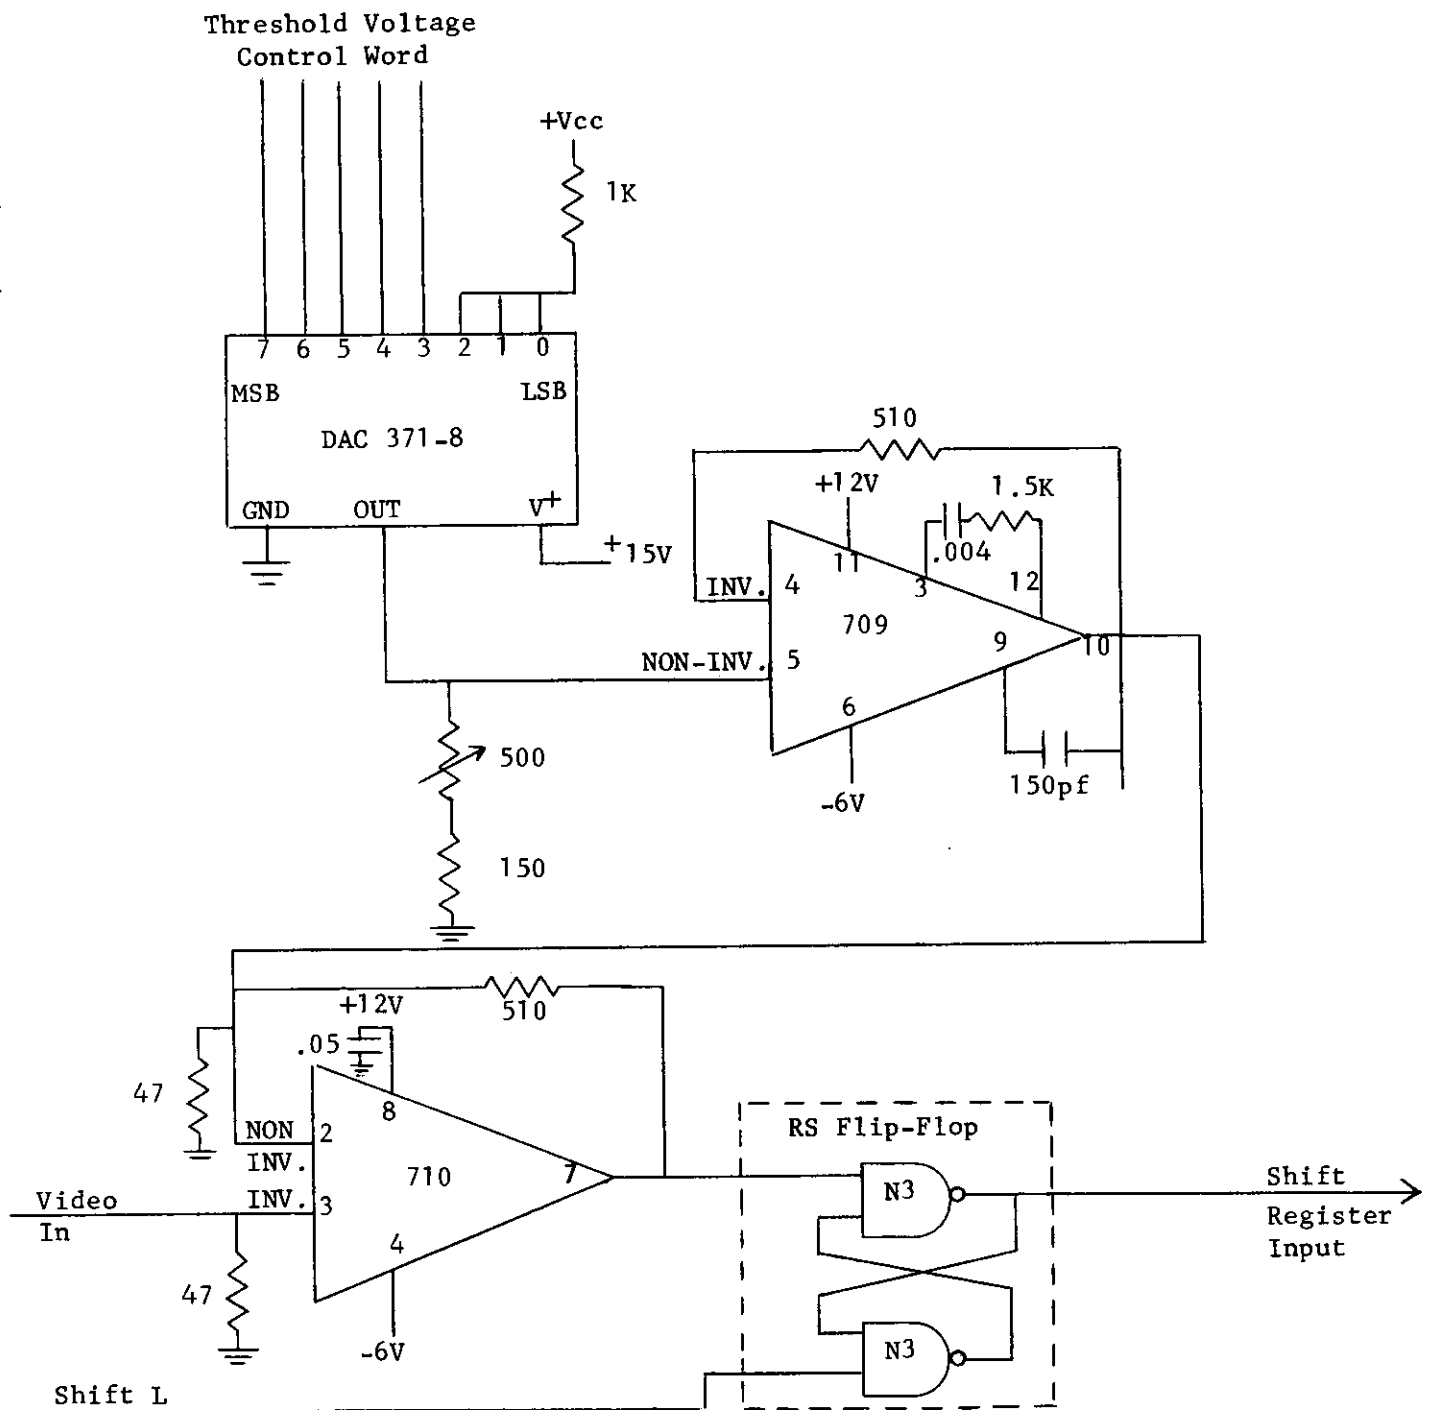 Threshold Voltage
Control Word
+Vcc
1K
7 6 5 4 3 2 1 0
MSB LSB
DAC 371-8
GND OUT V+
+15V
510
+12V
1.5K
.004
11
3
12
INV. 4
709
9
10
NON-INV. 5
6
-6V
150pf
500
150
510
+12V
.05
47
8
NON 2
INV.
710
7
Video
In
INV. 3
4
47
-6V
RS Flip-Flop
N3
N3
Shift
Register
Input
Shift L